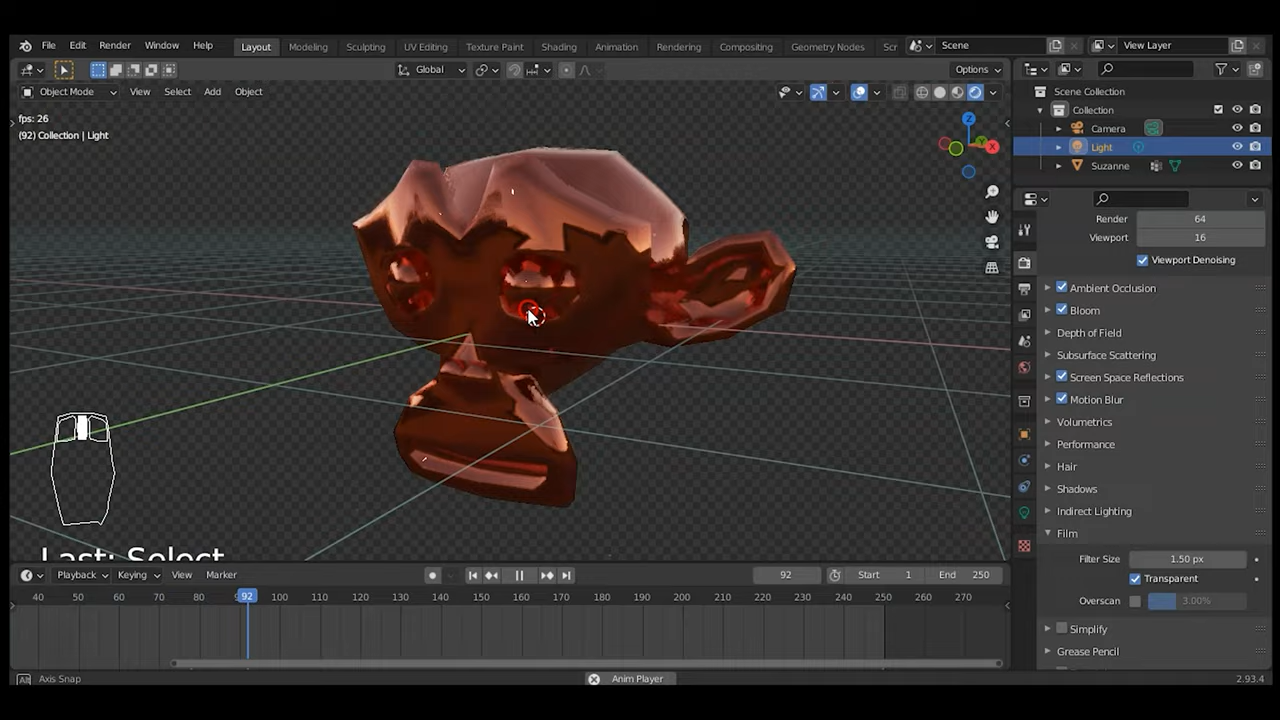 File Edit Render Window Help Layout Modeling Sculpting UV Editing Texture Paint Shading Animation Rendering Compositing Geometry Nodes Scr Scene View Layer
Global Options
Object Mode View Select Add Object
Scene Collection
fps: 26
Collection
(92) Collection | Light
Camera
Light
Suzanne
Z
X
Render 64
Viewport 16
Viewport Denoising
Ambient Occlusion
Bloom
Depth of Field
Subsurface Scattering
Screen Space Reflections
Motion Blur
Volumetrics
Performance
Hair
Shadows
Indirect Lighting
Film
Last: Select
Filter Size 1.50 px
Transparent
Overscan 3.00%
Simplify
Grease Pencil
Playback Keying View Marker 92 Start 1 End 250
40 50 60 70 80 92 100 110 120 130 140 150 160 170 180 190 200 210 220 230 240 250 260 270
Alt Axis Snap Anim Player 2.93.4